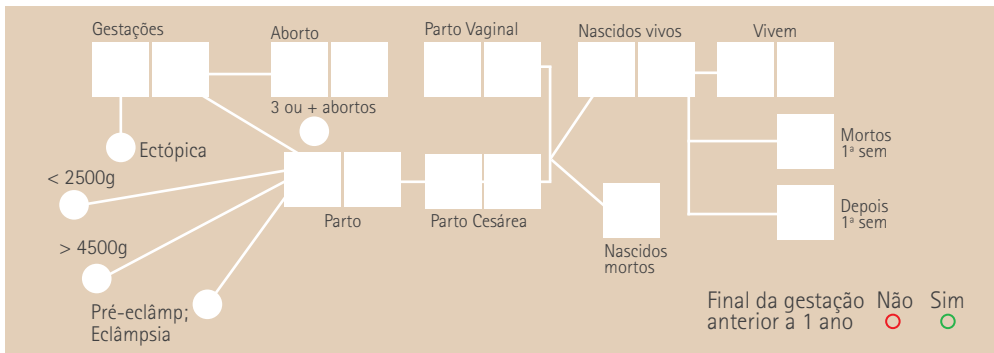 Gestações
Aborto
Parto Vaginal
Nascidos vivos
Vivem
3 ou + abortos
Ectópica
Mortos
1ª sem
< 2500g
Parto
Parto Cesárea
Depois
1ª sem
> 4500g
Nascidos
mortos
Pré-eclâmp;
Eclâmpsia
Final da gestação
anterior a 1 ano
Não
Sim